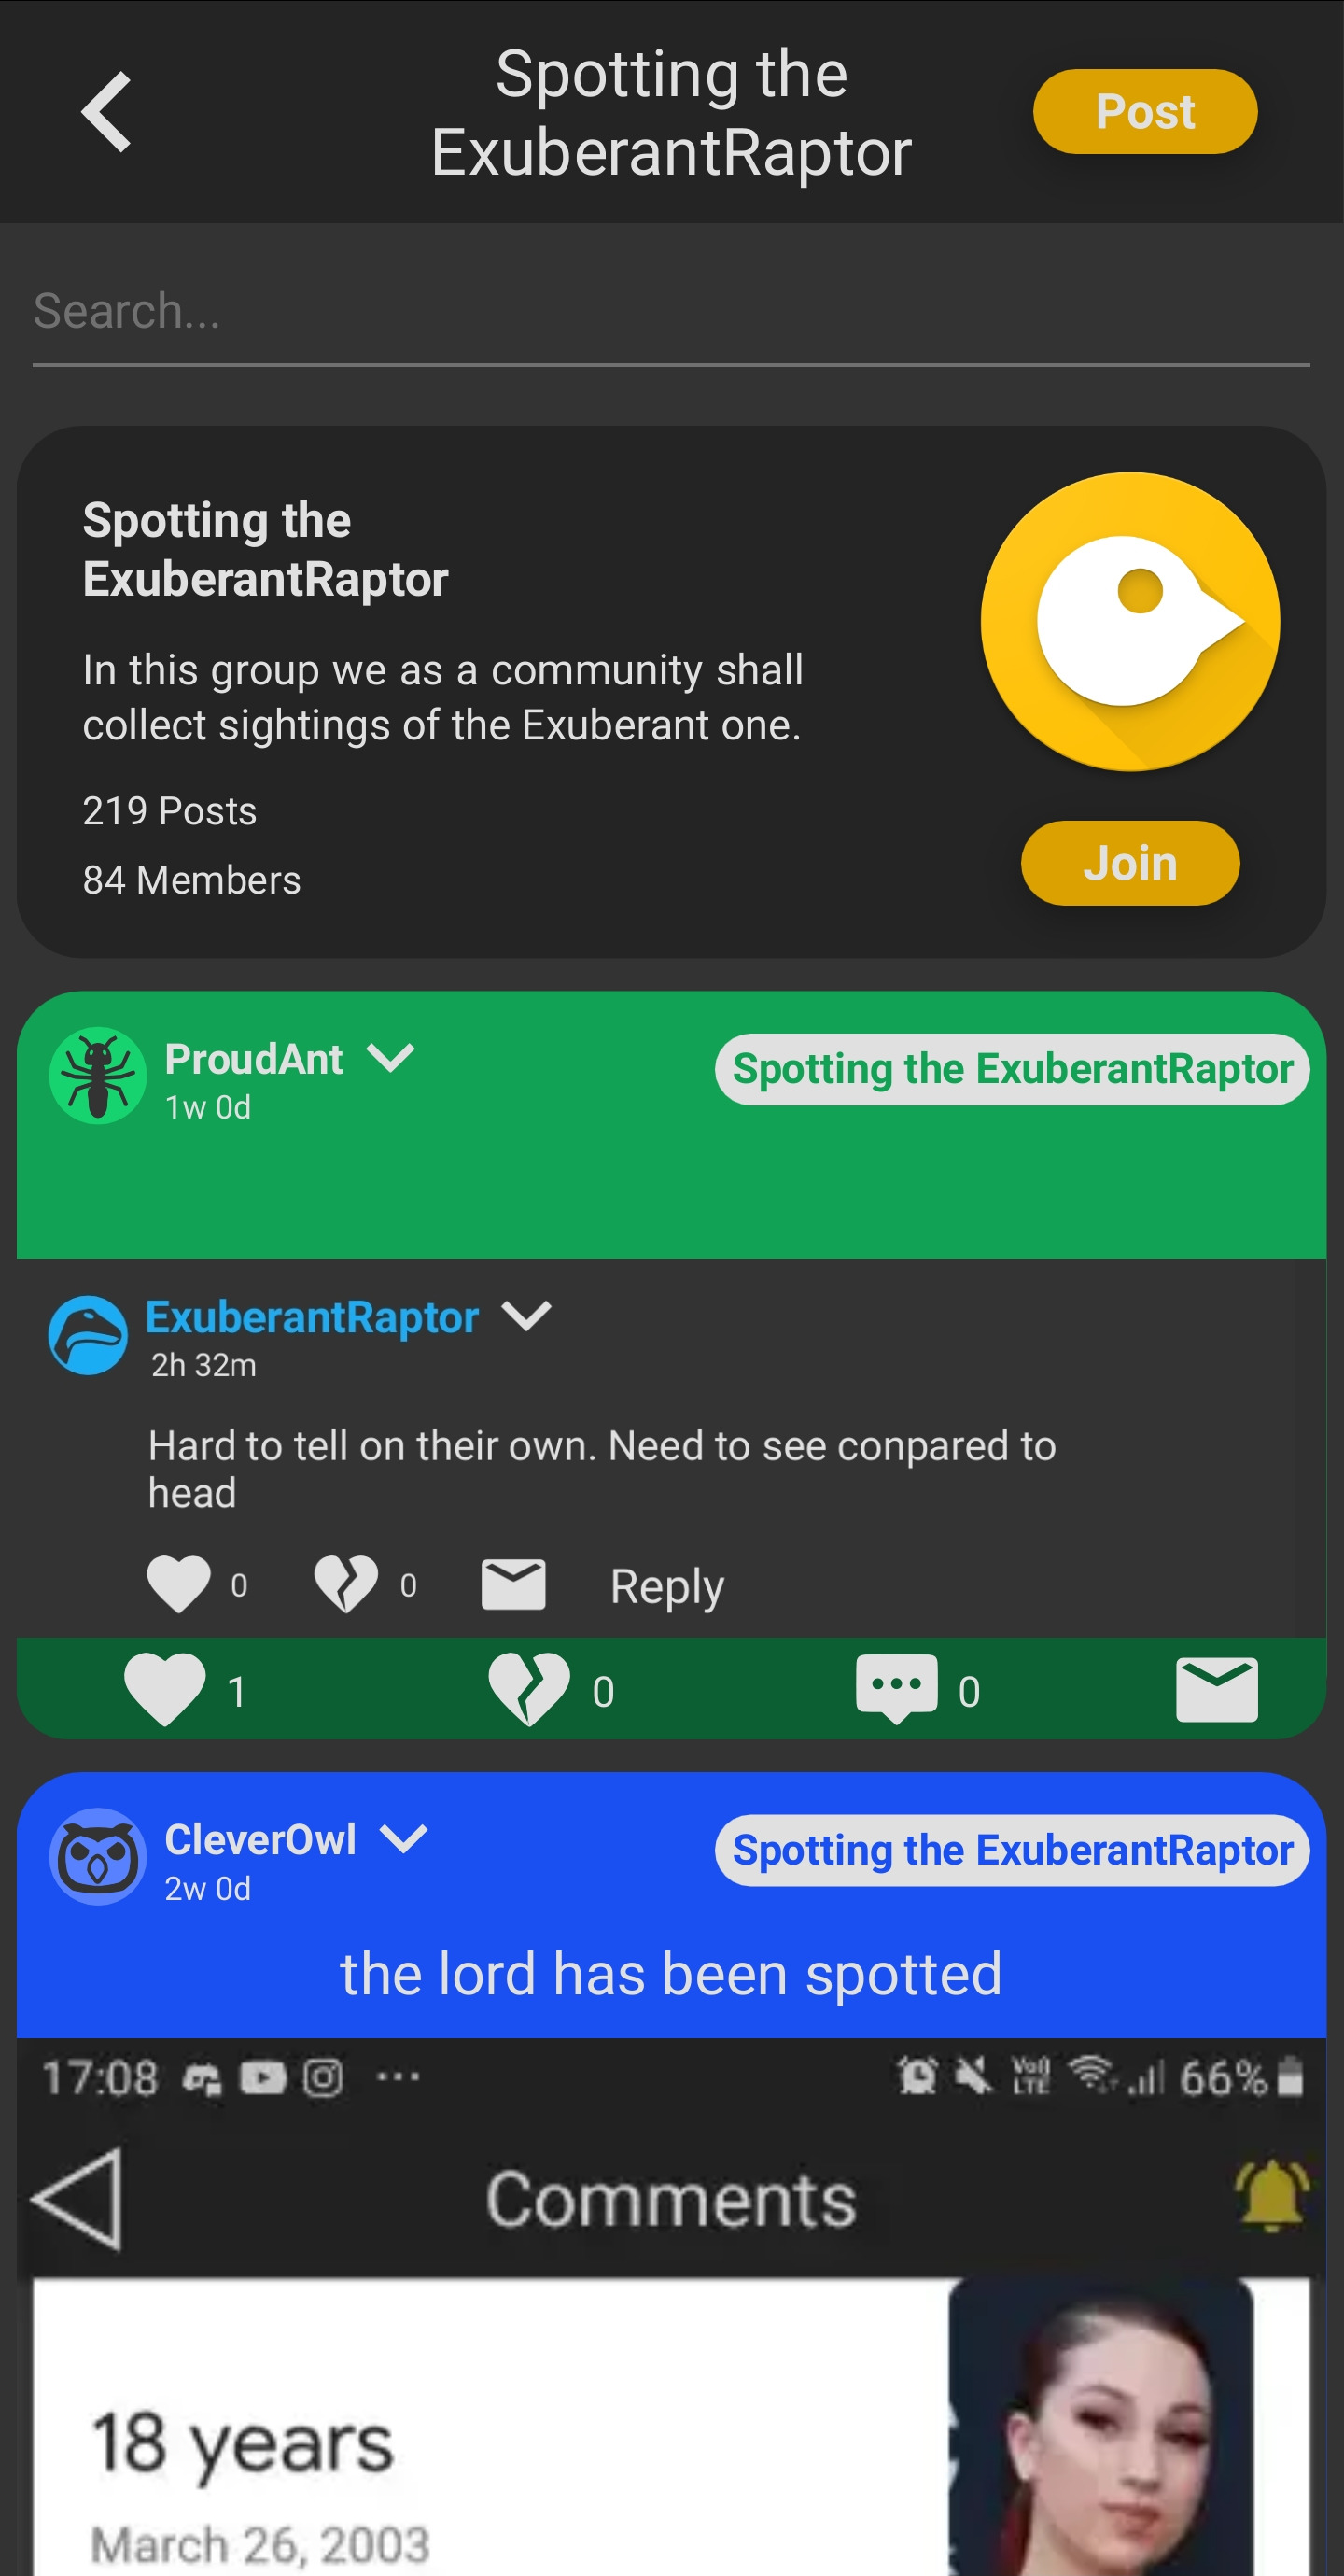 Spotting the
ExuberantRaptor
Post
Search...
Spotting the
ExuberantRaptor
In this group we as a community shall
collect sightings of the Exuberant one.
219 Posts
84 Members
Join
ProudAnt
1w 0d
Spotting the ExuberantRaptor
ExuberantRaptor
2h 32m
Hard to tell on their own. Need to see conpared to
head
0 0 Reply
1 0 0
CleverOwl
2w 0d
Spotting the ExuberantRaptor
the lord has been spotted
17:08 ... Vo)) LTE 66%
Comments
18 years
March 26, 2003